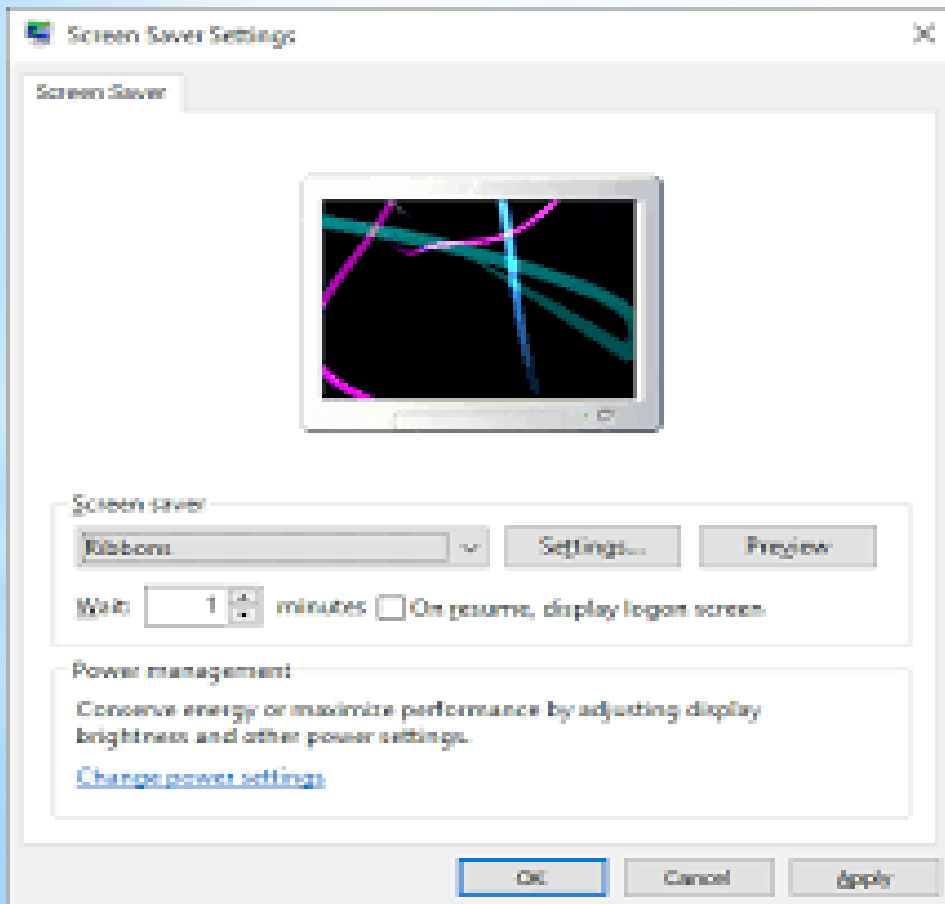 Screen Saver Settings
Screen Saver
Screen saver
Ribbons
Settings...
Preview
Wait:
1
minutes
On resume, display logon screen
Power management
Conserve energy or maximize performance by adjusting display
brightness and other power settings.
Change power settings
OK
Cancel
Apply